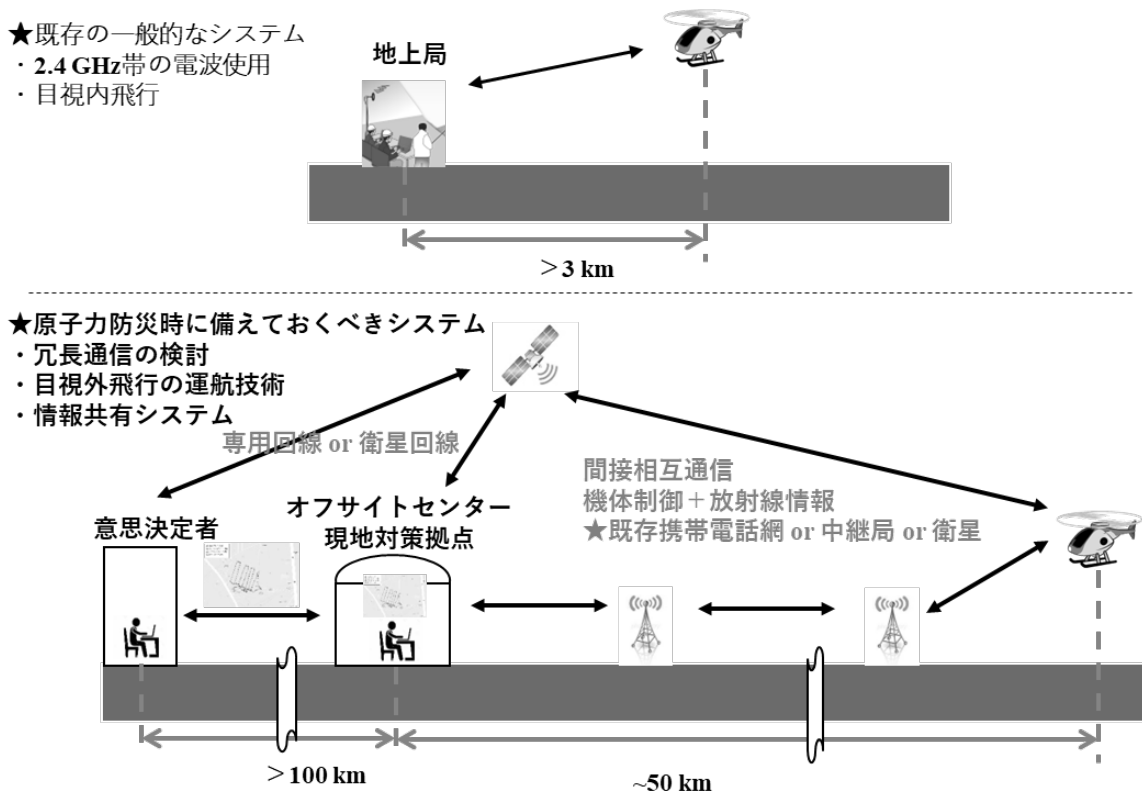 ★既存の一般的なシステム
・2.4 GHz帯の電波使用
・目視内飛行
地上局
＞3 km
★原子力防災時に備えておくべきシステム
・冗長通信の検討
・目視外飛行の運航技術
・情報共有システム
専用回線 or 衛星回線
間接相互通信
機体制御＋放射線情報
★既存携帯電話網 or 中継局 or 衛星
意思決定者
オフサイトセンター
現地対策拠点
＞100 km
~50 km